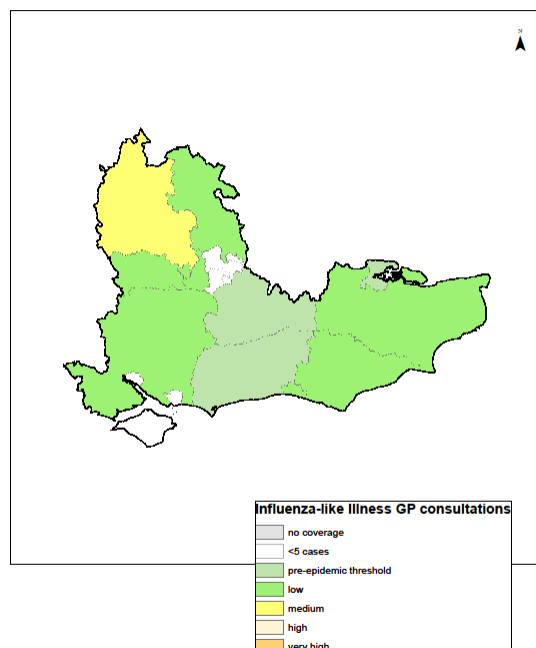 N
Influenza-like Illness GP consultations
no coverage
<5 cases
pre-epidemic threshold
low
medium
high
very high